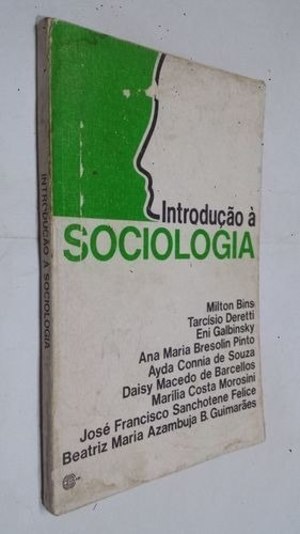 Introdução à
SOCIOLOGIA
Milton Bins
Tarcísio Deretti
Eni Galbinsky
Ana Maria Bresolin Pinto
Ayda Connia de Souza
Daisy Macedo de Barcellos
Marília Costa Morosini
José Francisco Sanchotene Felice
Beatriz Maria Azambuja B. Guimarães
INTRODUÇÃO À SOCIOLOGIA